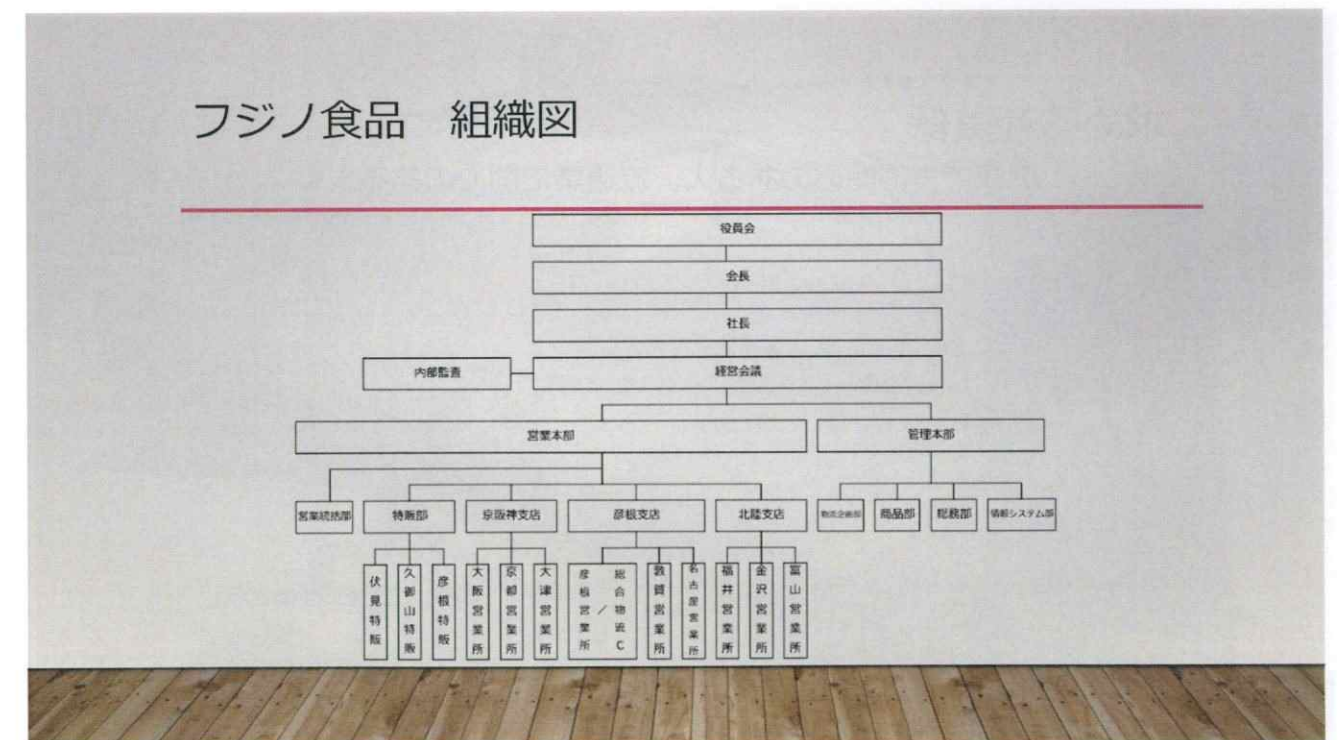 フジノ食品　組織図
役員会
会長
社長
内部監査
経営会議
営業本部
管理本部
営業統括部
特販部
京阪神支店
彦根支店
北陸支店
物流企画部
商品部
総務部
情報システム部
伏見特販
久御山特販
彦根特販
大阪営業所
京都営業所
大津営業所
彦根営業所／総合物流C
敦賀営業所
名古屋営業所
福井営業所
金沢営業所
富山営業所